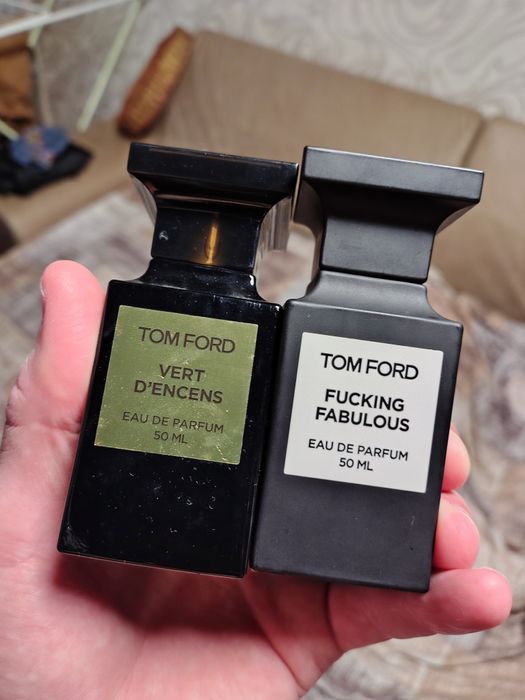 TOM FORD
VERT
D'ENCENS
EAU DE PARFUM
50 ML
TOM FORD
FUCKING
FABULOUS
EAU DE PARFUM
50 ML